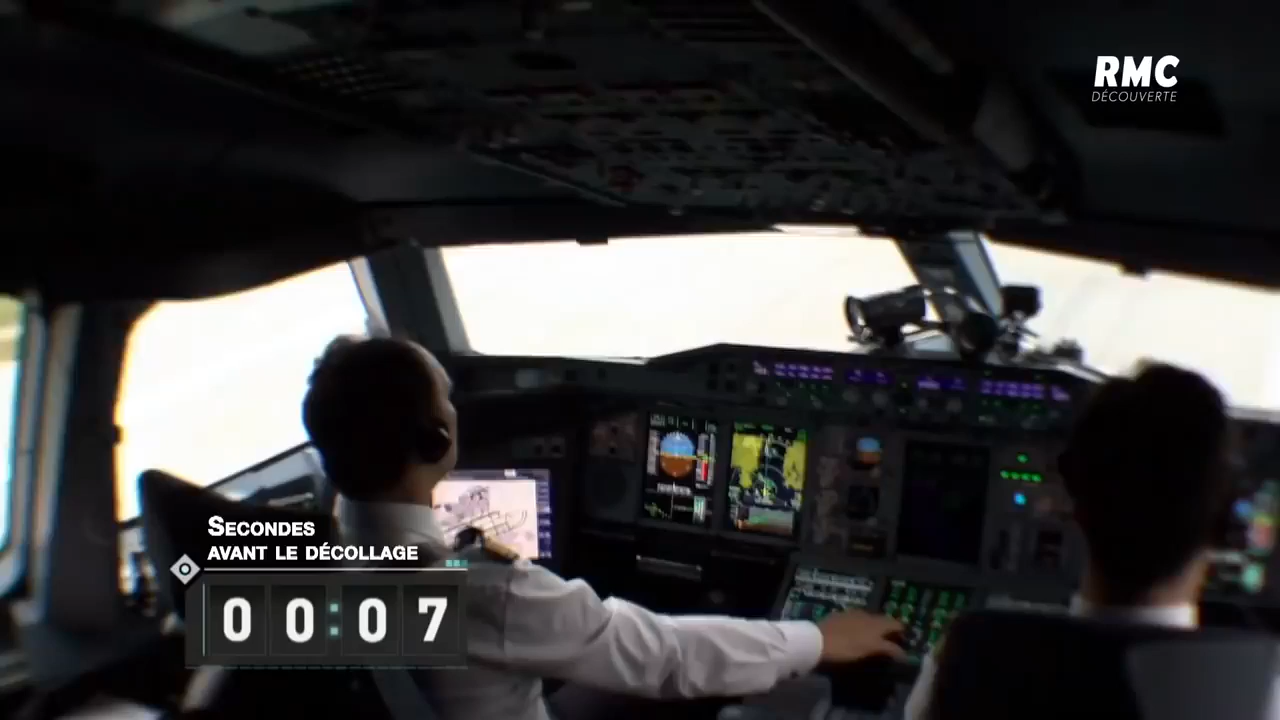 RMC
DÉCOUVERTE
SECONDES
AVANT LE DÉCOLLAGE
00:07